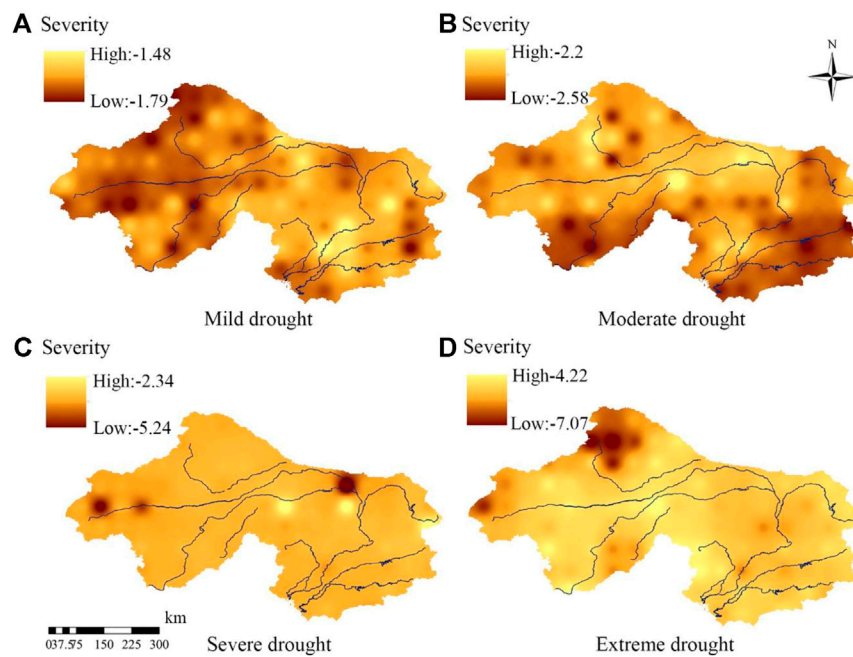 A Severity
High:-1.48
Low:-1.79
Mild drought
B Severity
High:-2.2
Low:-2.58
N
Moderate drought
C Severity
High:-2.34
Low:-5.24
km
037.575 150 225 300
Severe drought
D Severity
High-4.22
Low:-7.07
Extreme drought